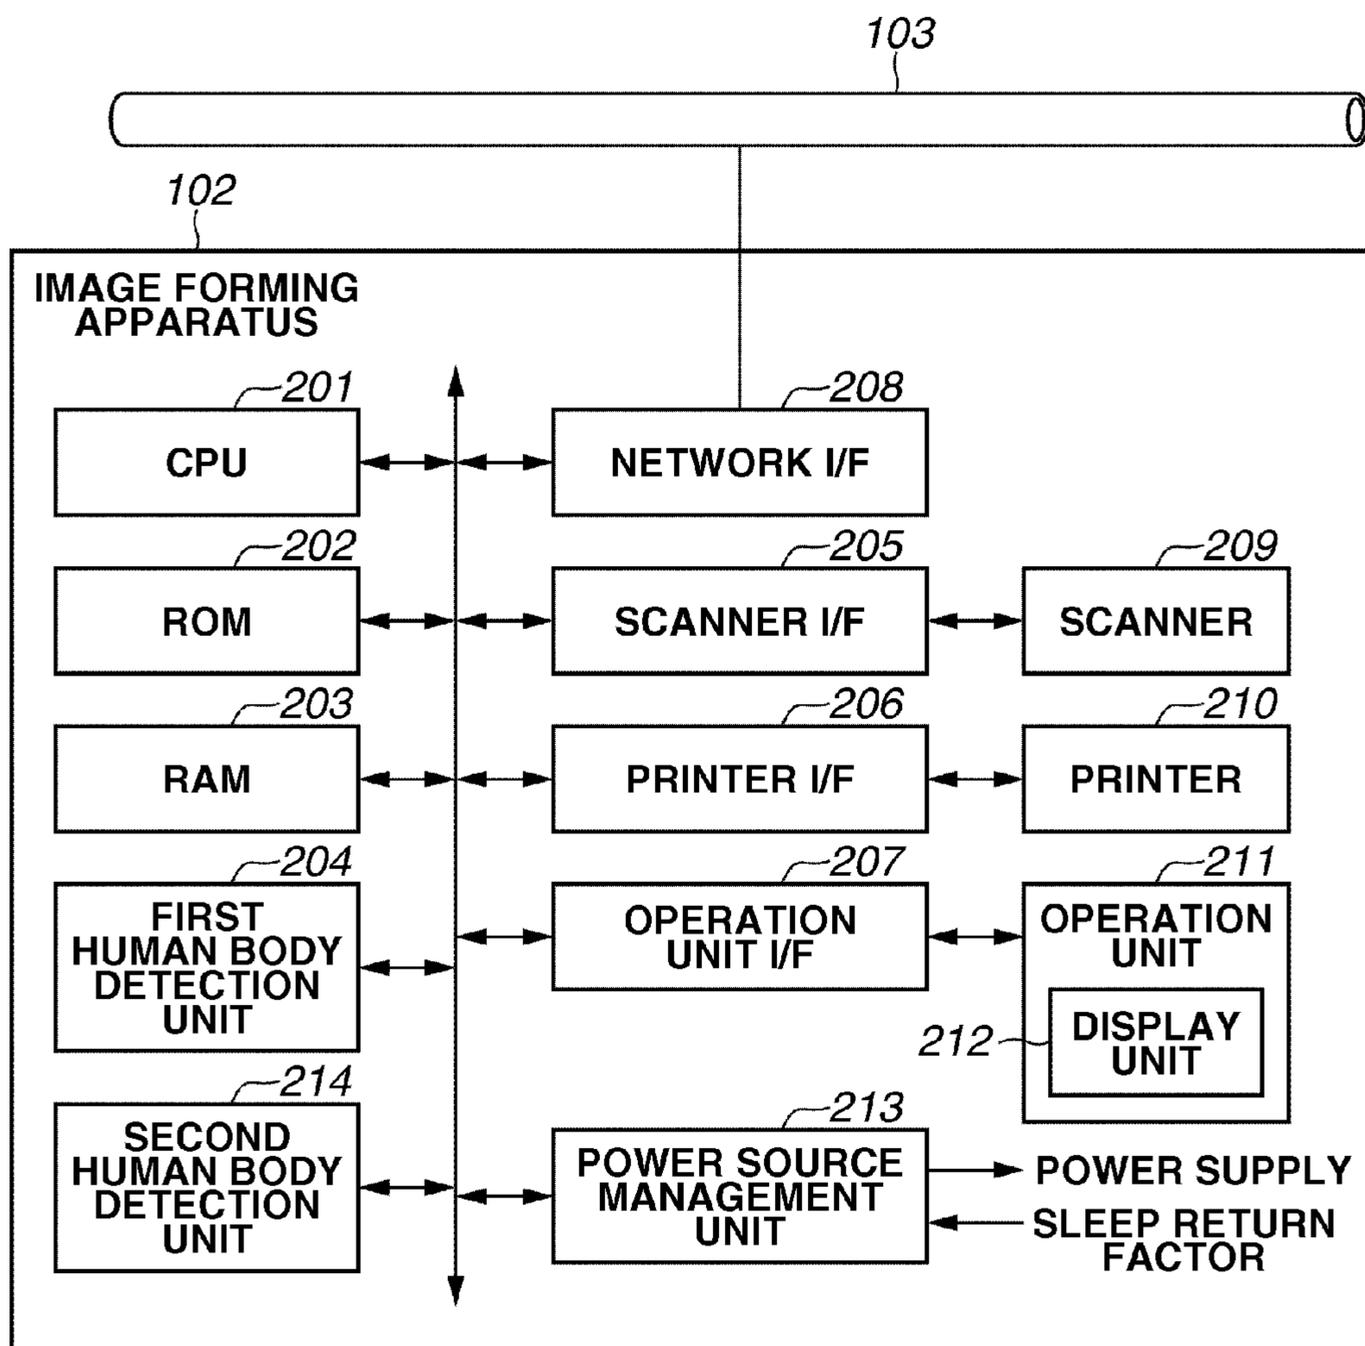 103
102
IMAGE FORMING
APPARATUS
201
CPU
208
NETWORK I/F
202
ROM
205
SCANNER I/F
209
SCANNER
203
RAM
206
PRINTER I/F
210
PRINTER
204
FIRST
HUMAN BODY
DETECTION
UNIT
207
OPERATION
UNIT I/F
211
OPERATION
UNIT
212
DISPLAY
UNIT
214
SECOND
HUMAN BODY
DETECTION
UNIT
213
POWER SOURCE
MANAGEMENT
UNIT
POWER SUPPLY
SLEEP RETURN
FACTOR